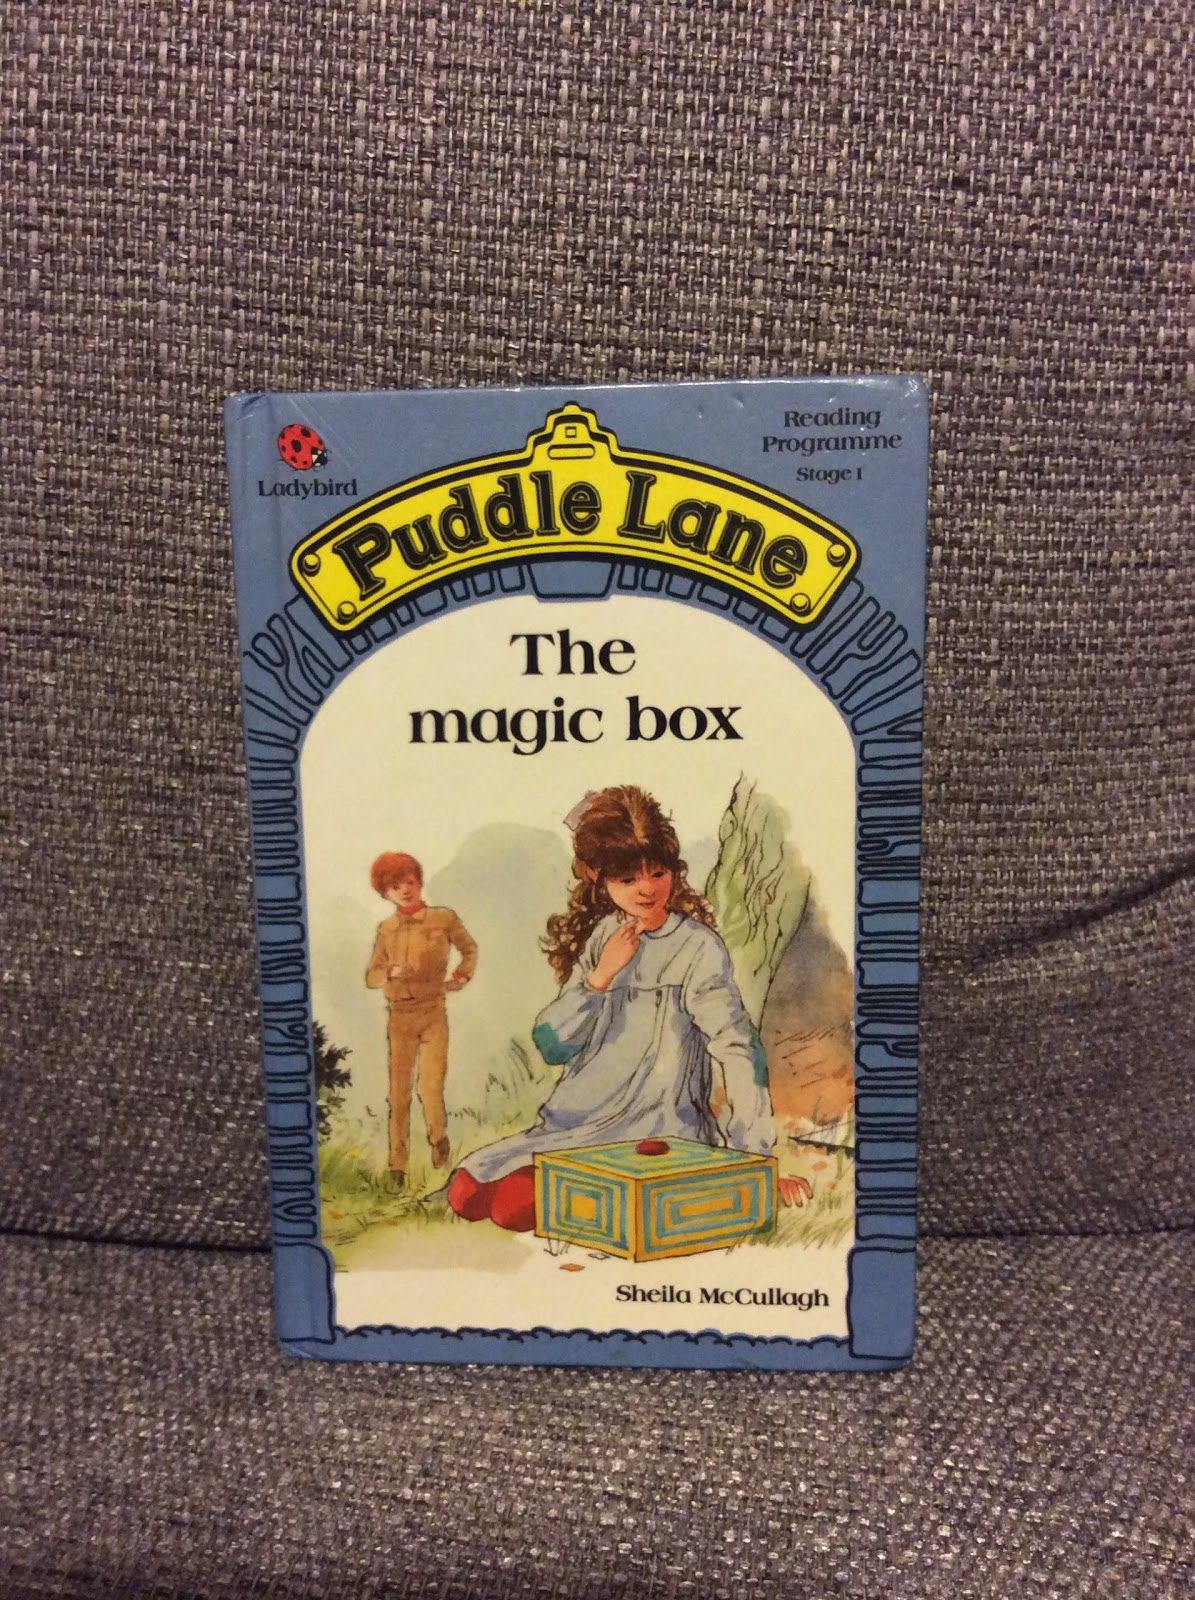 Ladybird
Reading
Programme
Stage 1
Puddle Lane
The
magic box
Sheila McCullagh